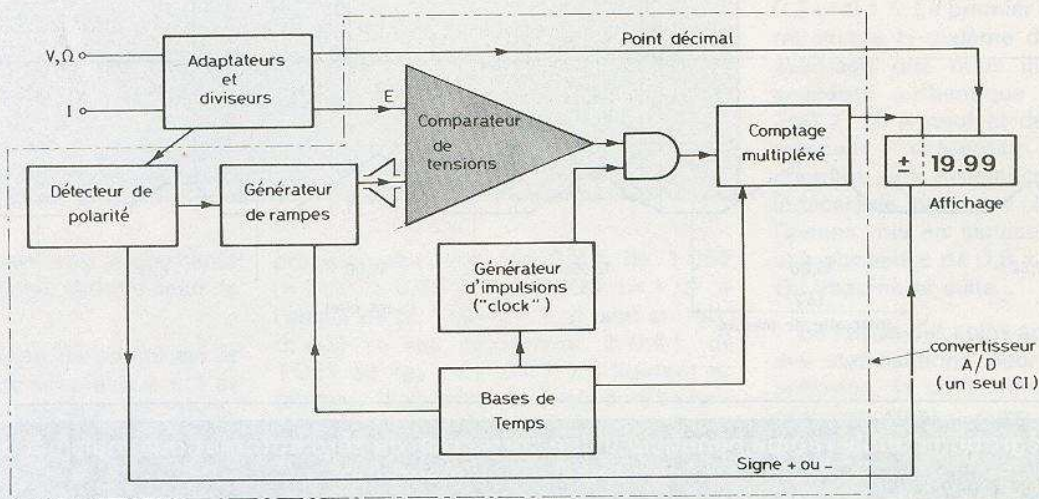 Point décimal
V,Ω
I
Adaptateurs
et
diviseurs
E
Comparateur
de
tensions
Comptage
multipléxé
± 19.99
Affichage
Détecteur de
polarité
Générateur
de rampes
Générateur
d'impulsions
("clock")
Bases de
Temps
convertisseur
A/D
(un seul CI)
Signe + ou -